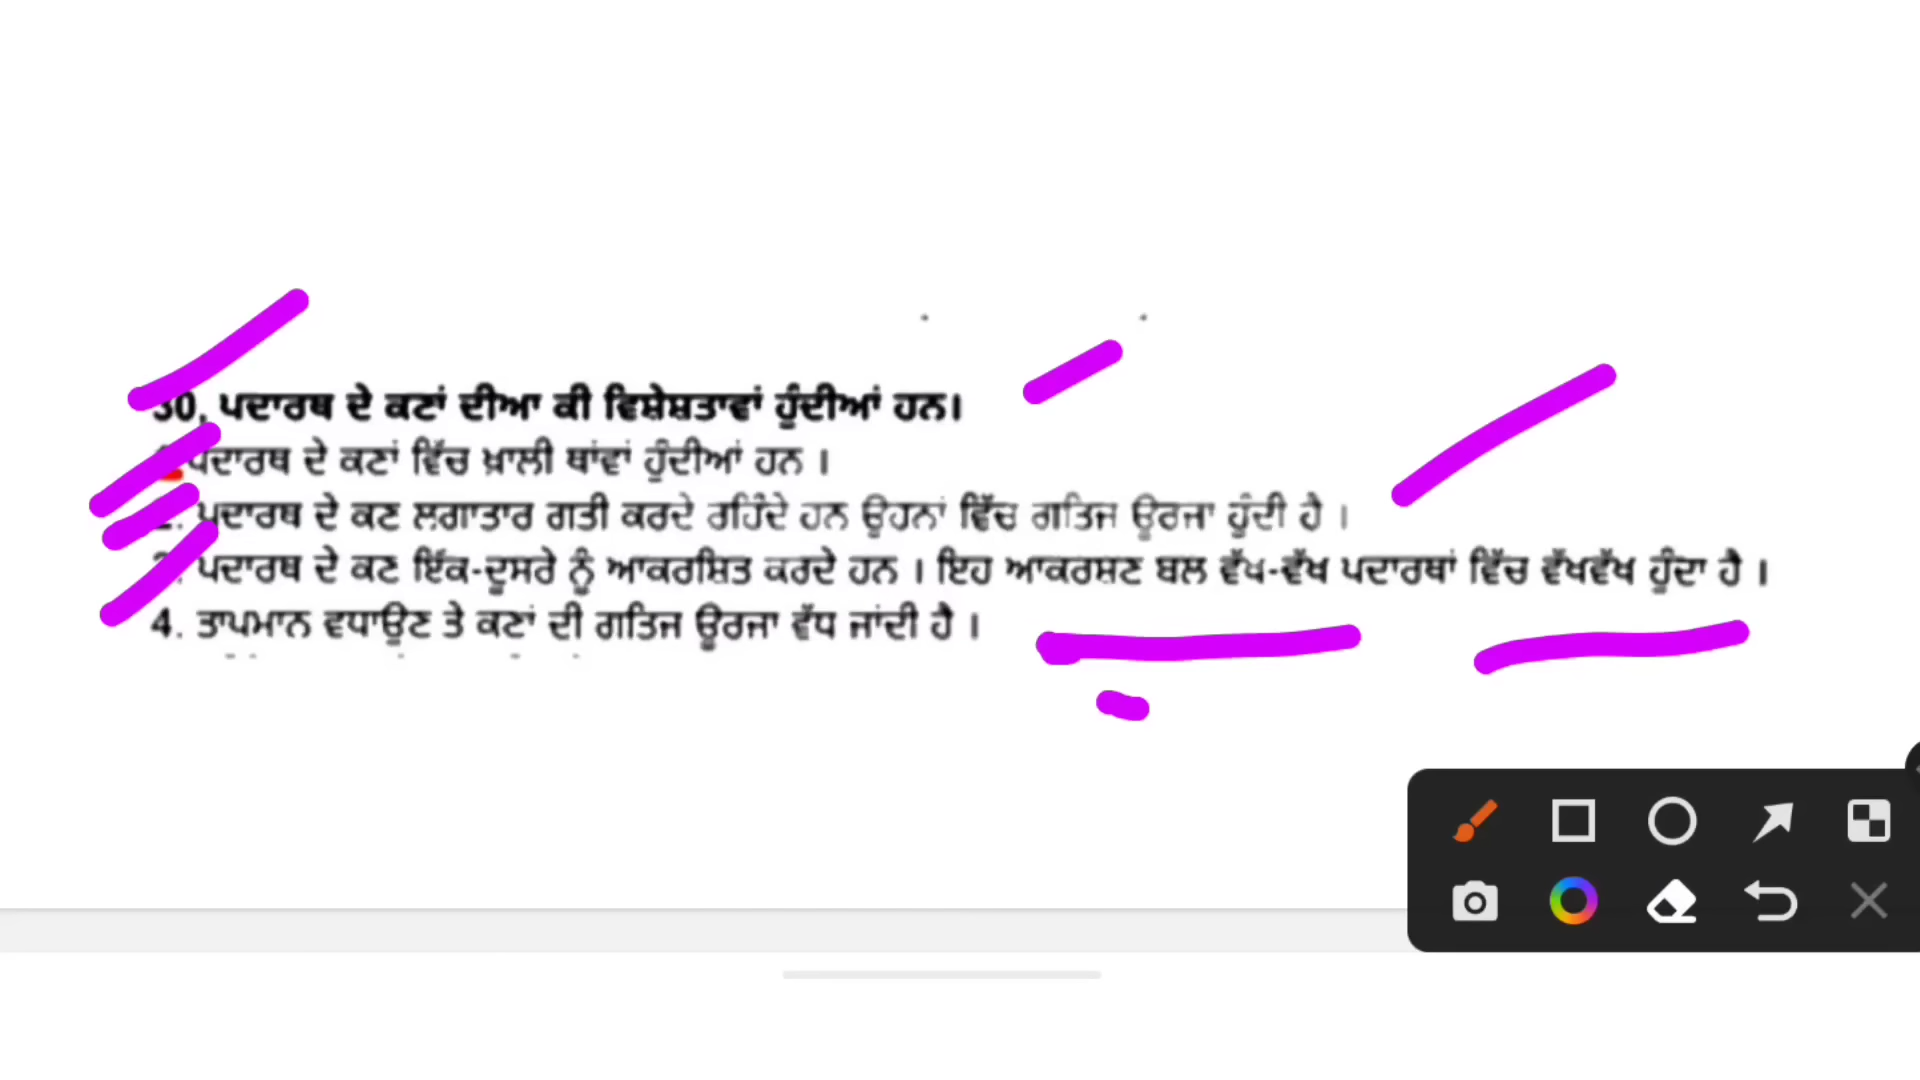 30. ਪਦਾਰਥ ਦੇ ਕਣਾਂ ਦੀਆ ਕੀ ਵਿਸ਼ੇਸ਼ਤਾਵਾਂ ਹੁੰਦੀਆਂ ਹਨ।
ਪਦਾਰਥ ਦੇ ਕਣਾਂ ਵਿੱਚ ਖ਼ਾਲੀ ਥਾਂਵਾਂ ਹੁੰਦੀਆਂ ਹਨ ।
2. ਪਦਾਰਥ ਦੇ ਕਣ ਲਗਾਤਾਰ ਗਤੀ ਕਰਦੇ ਰਹਿੰਦੇ ਹਨ ਉਹਨਾਂ ਵਿੱਚ ਗਤਿਜ ਊਰਜਾ ਹੁੰਦੀ ਹੈ ।
3. ਪਦਾਰਥ ਦੇ ਕਣ ਇੱਕ-ਦੂਸਰੇ ਨੂੰ ਆਕਰਸ਼ਿਤ ਕਰਦੇ ਹਨ । ਇਹ ਆਕਰਸ਼ਣ ਬਲ ਵੱਖ-ਵੱਖ ਪਦਾਰਥਾਂ ਵਿੱਚ ਵੱਖਵੱਖ ਹੁੰਦਾ ਹੈ ।
4. ਤਾਪਮਾਨ ਵਧਾਉਣ ਤੇ ਕਣਾਂ ਦੀ ਗਤਿਜ ਊਰਜਾ ਵੱਧ ਜਾਂਦੀ ਹੈ ।